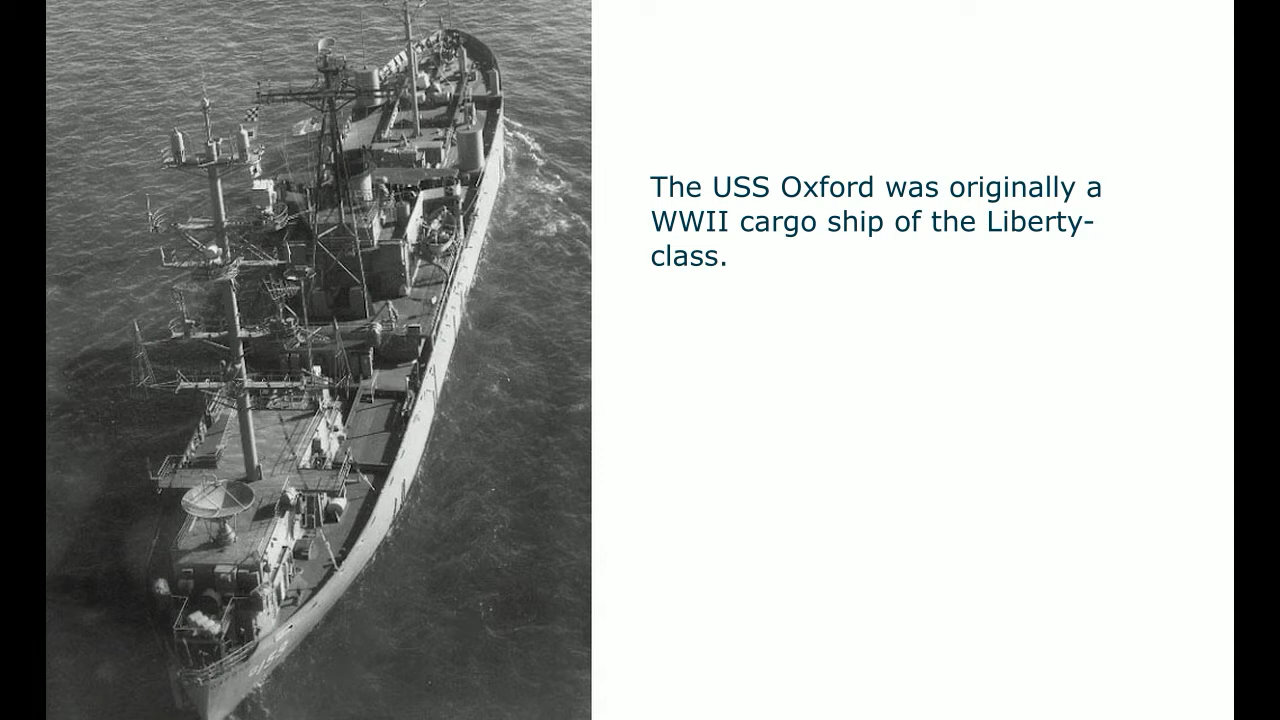 The USS Oxford was originally a
WWII cargo ship of the Liberty-
class.